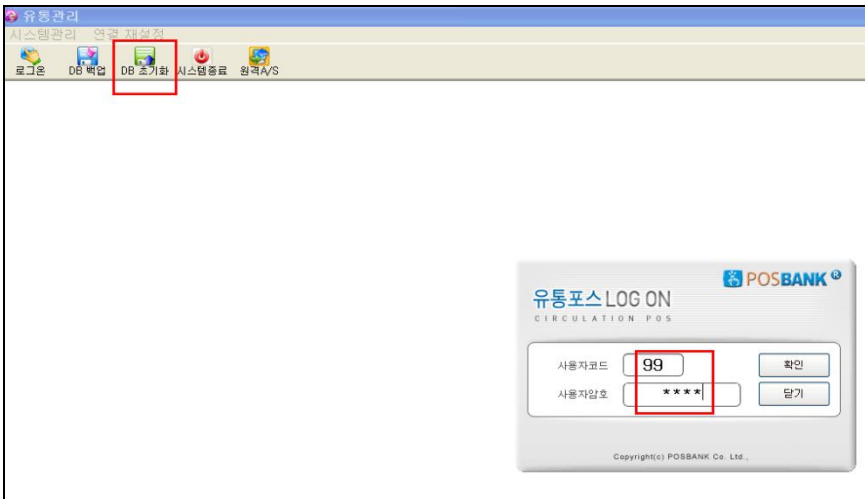 유통관리
시스템관리 연결 재설정
로그온 DB 백업 DB 초기화 시스템종료 원격A/S
POSBANK ®
유통포스 LOG ON
CIRCULATION POS
사용자코드 99 확인
사용자암호 **** 닫기
Copyright(c) POSBANK Co. Ltd.,